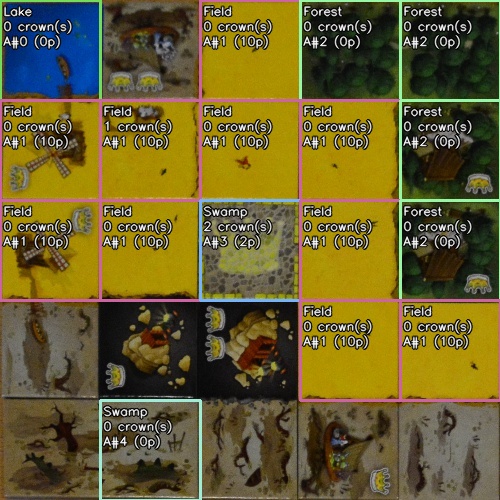 Lake
0 crown(s)
A#0 (0p)
Field
0 crown(s)
A#1 (10p)
Forest
0 crown(s)
A#2 (0p)
Forest
0 crown(s)
A#2 (0p)
Field
0 crown(s)
A#1 (10p)
Field
1 crown(s)
A#1 (10p)
Field
0 crown(s)
A#1 (10p)
Field
0 crown(s)
A#1 (10p)
Forest
0 crown(s)
A#2 (0p)
Field
0 crown(s)
A#1 (10p)
Field
0 crown(s)
A#1 (10p)
Swamp
2 crown(s)
A#3 (2p)
Field
0 crown(s)
A#1 (10p)
Forest
0 crown(s)
A#2 (0p)
Field
0 crown(s)
A#1 (10p)
Field
0 crown(s)
A#1 (10p)
Swamp
0 crown(s)
A#4 (0p)